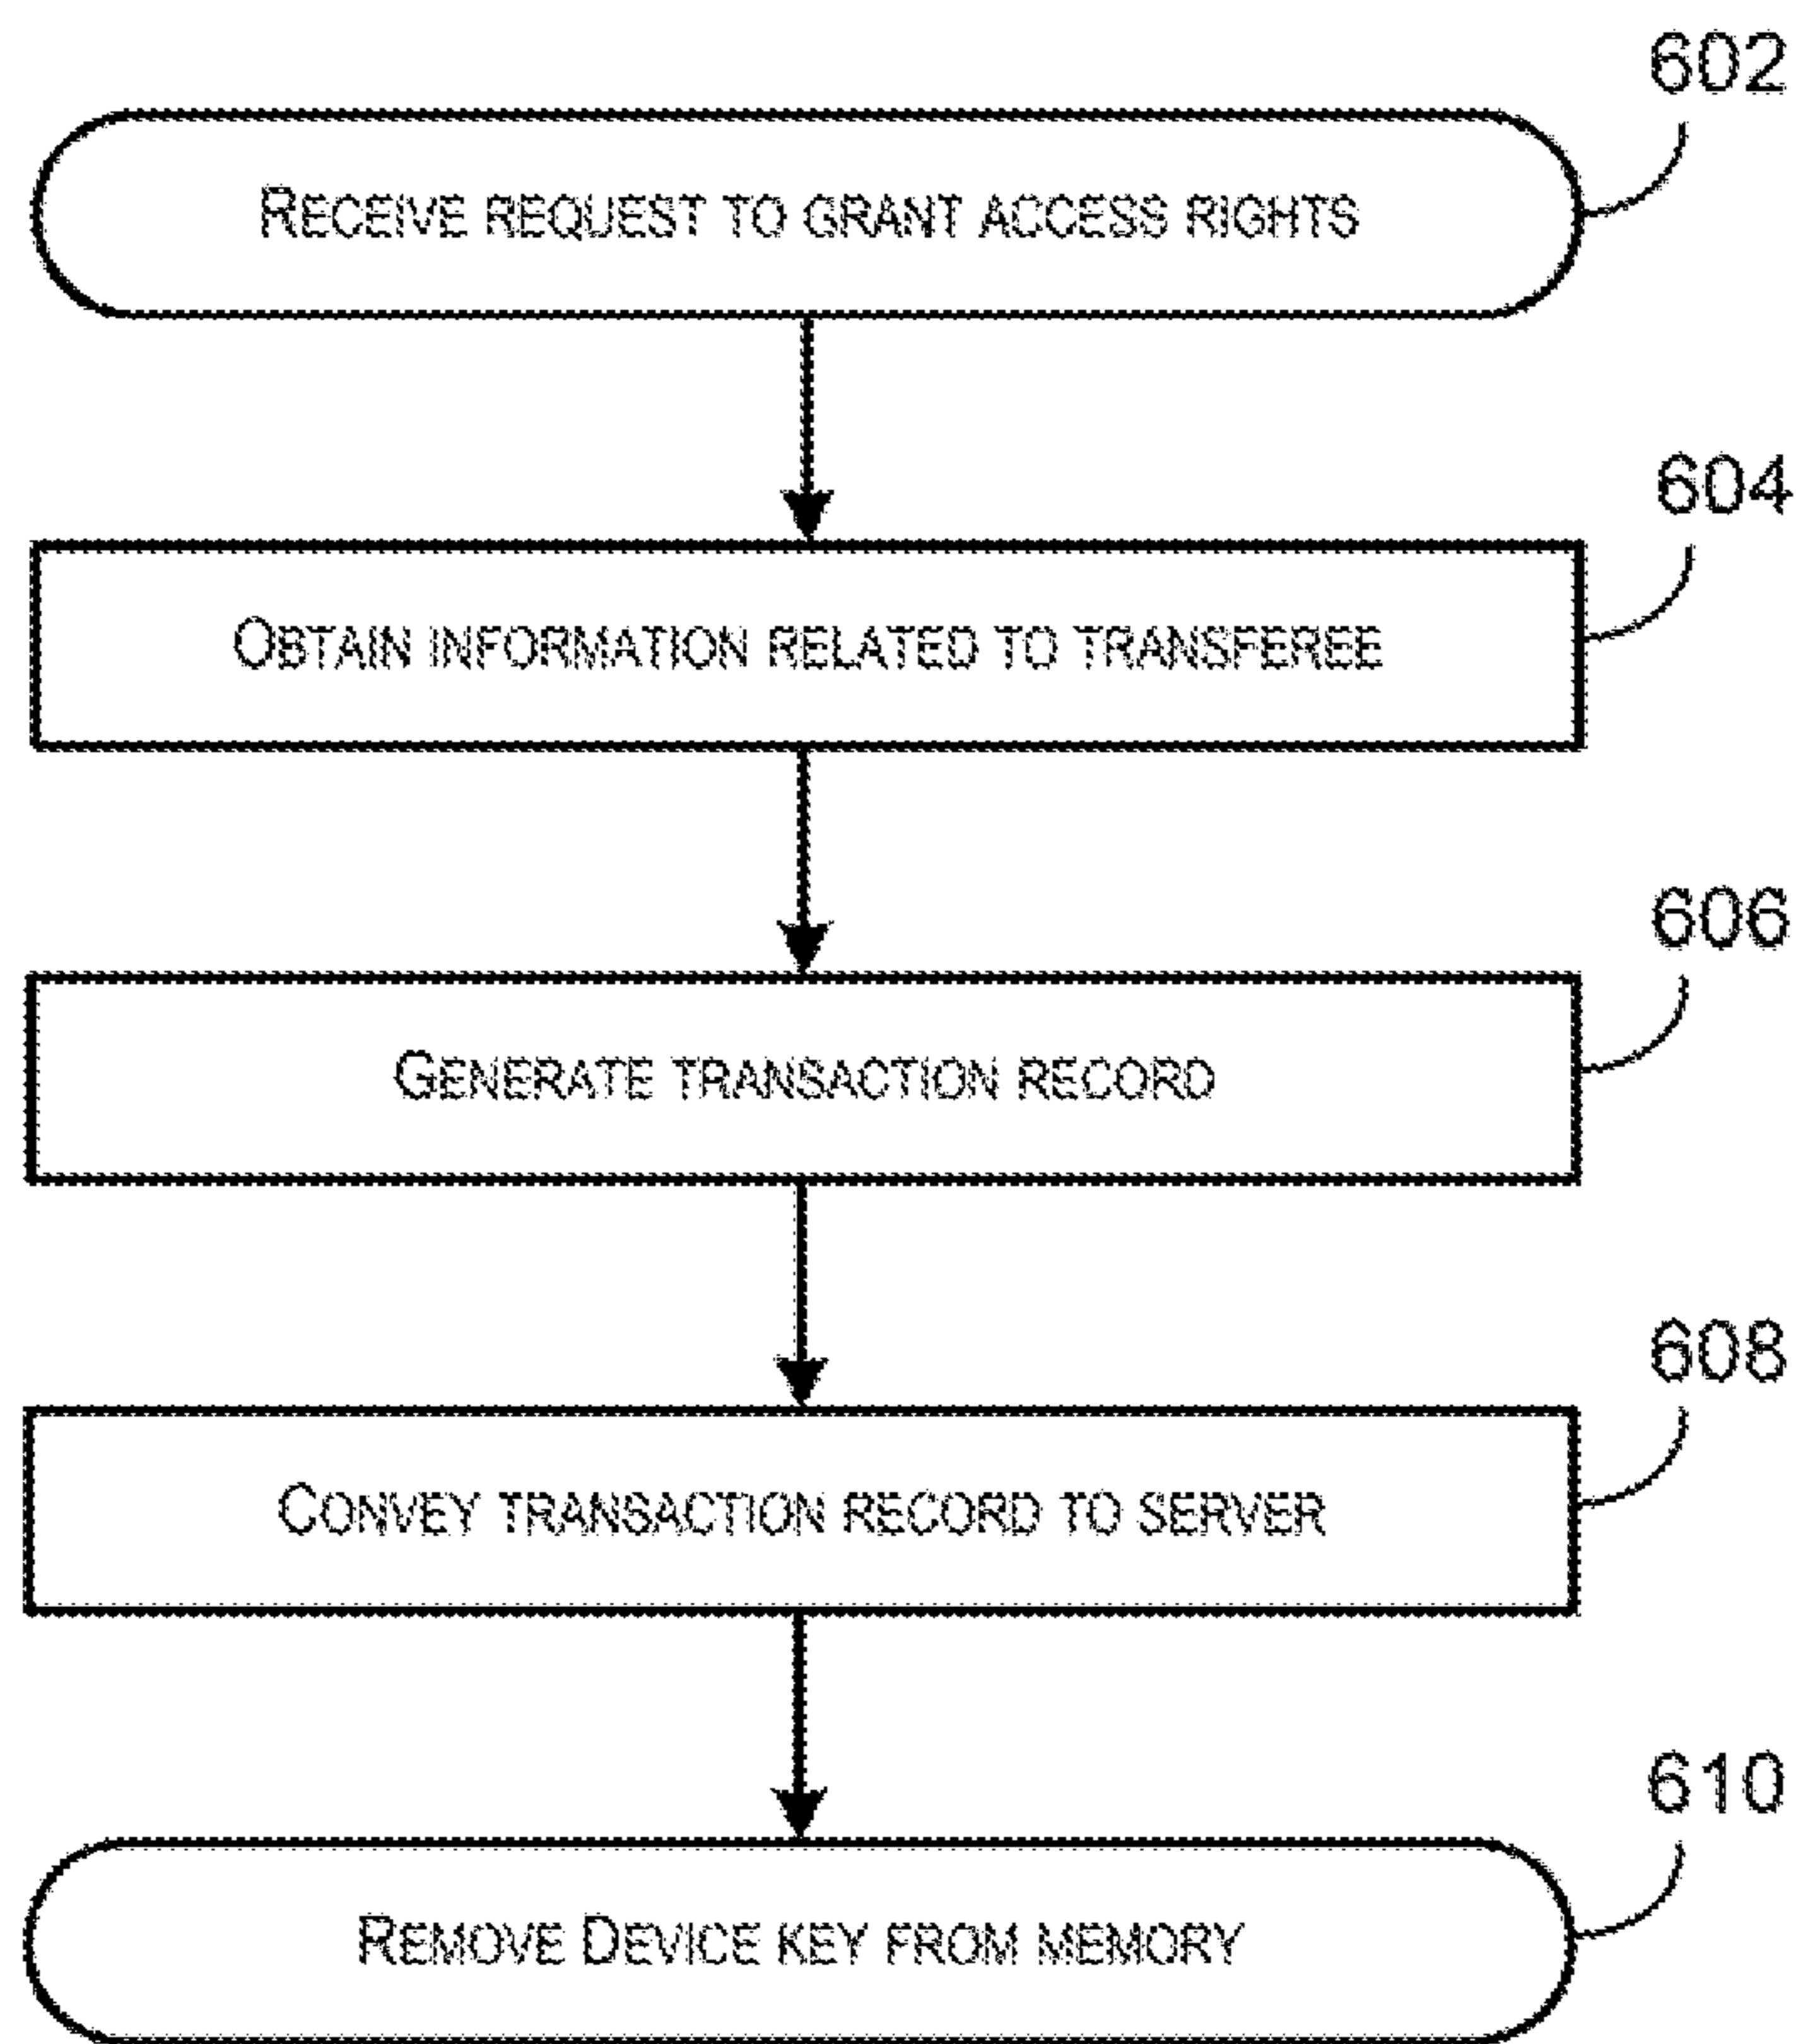 602
RECEIVE REQUEST TO GRANT ACCESS RIGHTS
604
OBTAIN INFORMATION RELATED TO TRANSFEREE
606
GENERATE TRANSACTION RECORD
608
CONVEY TRANSACTION RECORD TO SERVER
610
REMOVE DEVICE KEY FROM MEMORY